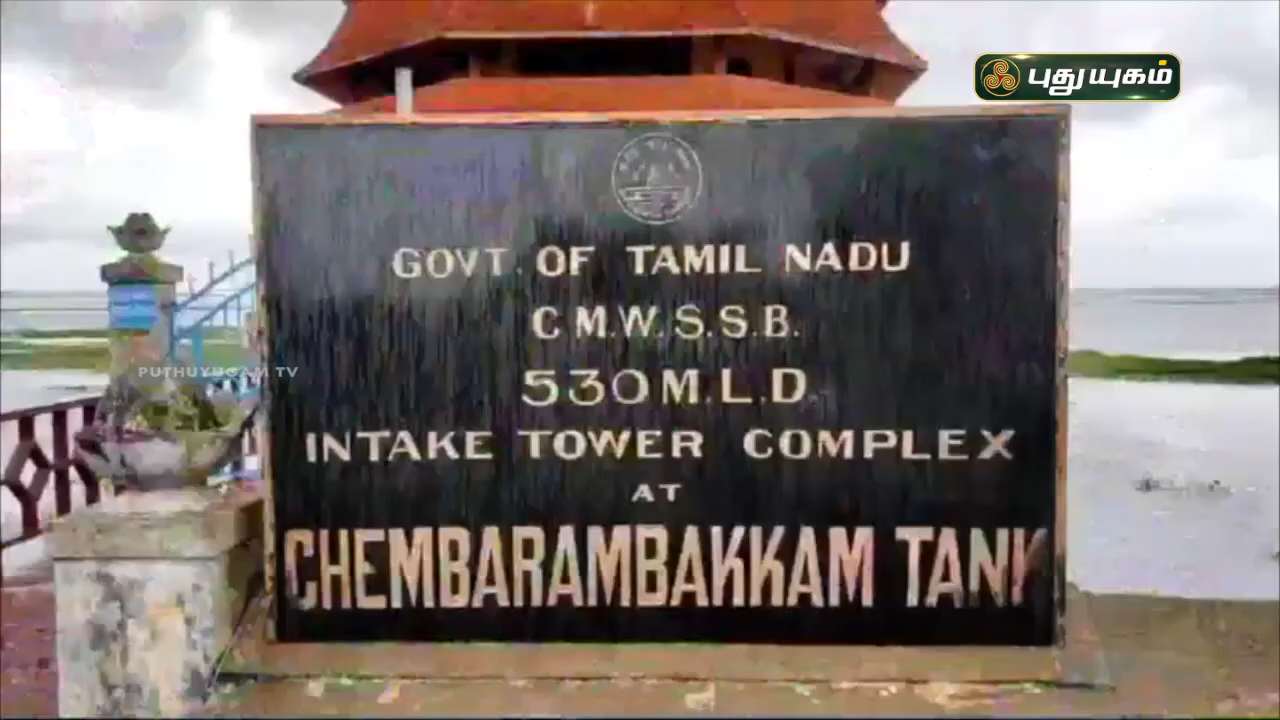 புதுயுகம்
GOVT. OF TAMIL NADU
C M.W.S.S.B.
530 M.L.D.
INTAKE TOWER COMPLEX
AT
CHEMBARAMBAKKAM TANK
PUTHUYUGAM TV